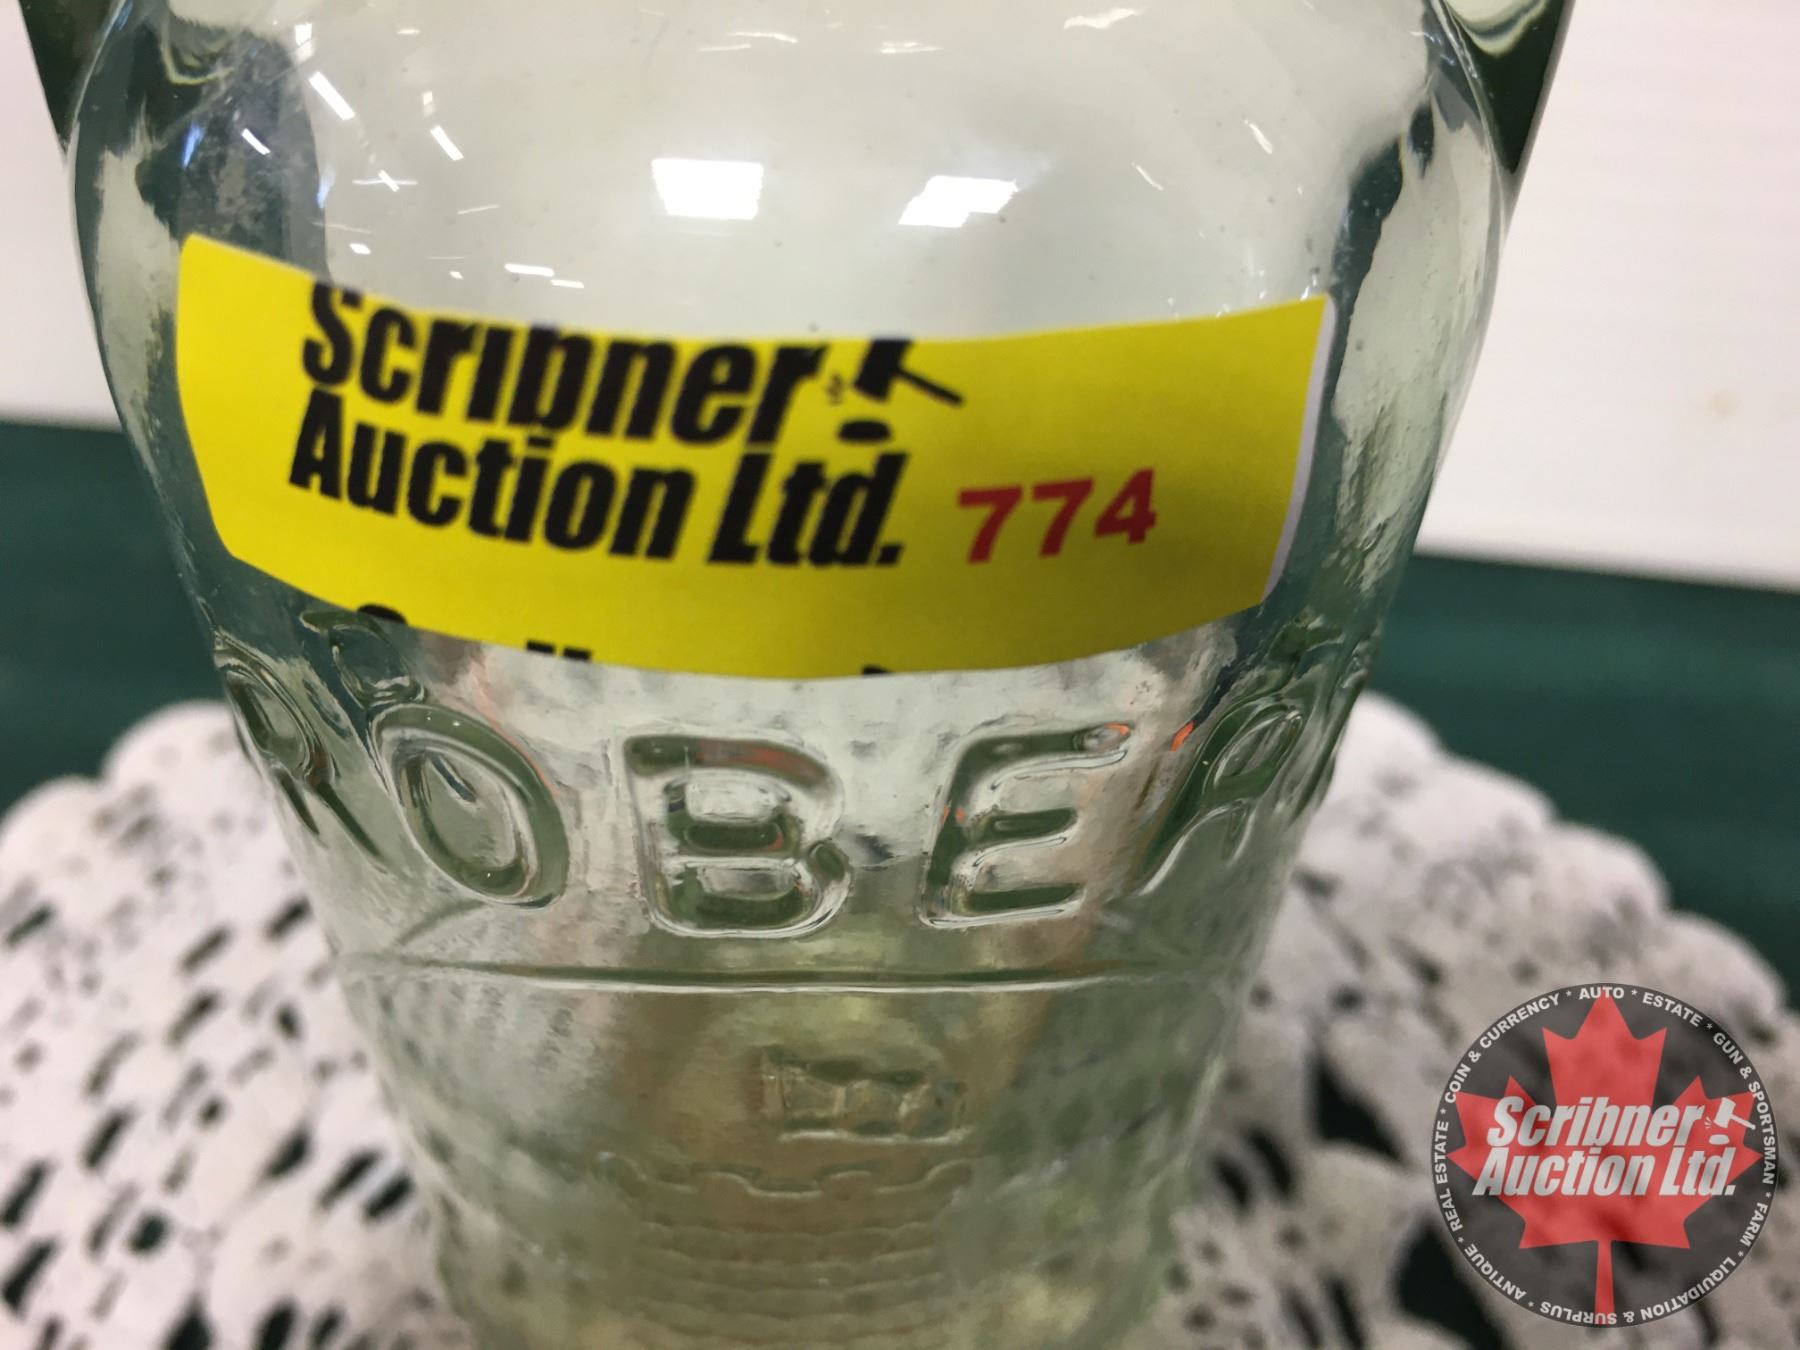 Scribner
Auction Ltd. 774
ROBER
REAL ESTATE * COIN & CURRENCY * AUTO * ESTATE * GUN & SPORTSMAN * FARM * LIQUIDATION & SURPLUS * ANTIQUE *
Scribner
Auction Ltd.